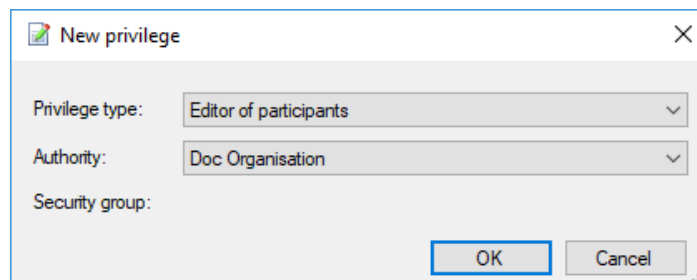 New privilege
Privilege type: Editor of participants
Authority: Doc Organisation
Security group:
OK Cancel